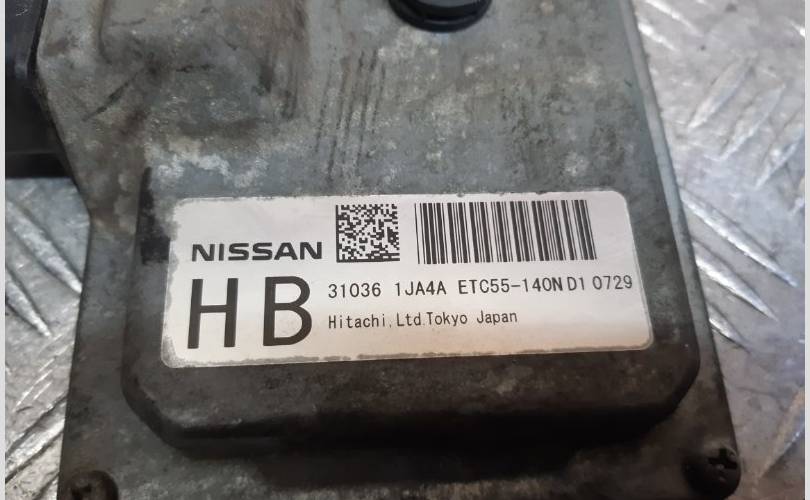 NISSAN
HB
31036 1JA4A ETC55-140N D1 0729
Hitachi,Ltd.Tokyo Japan